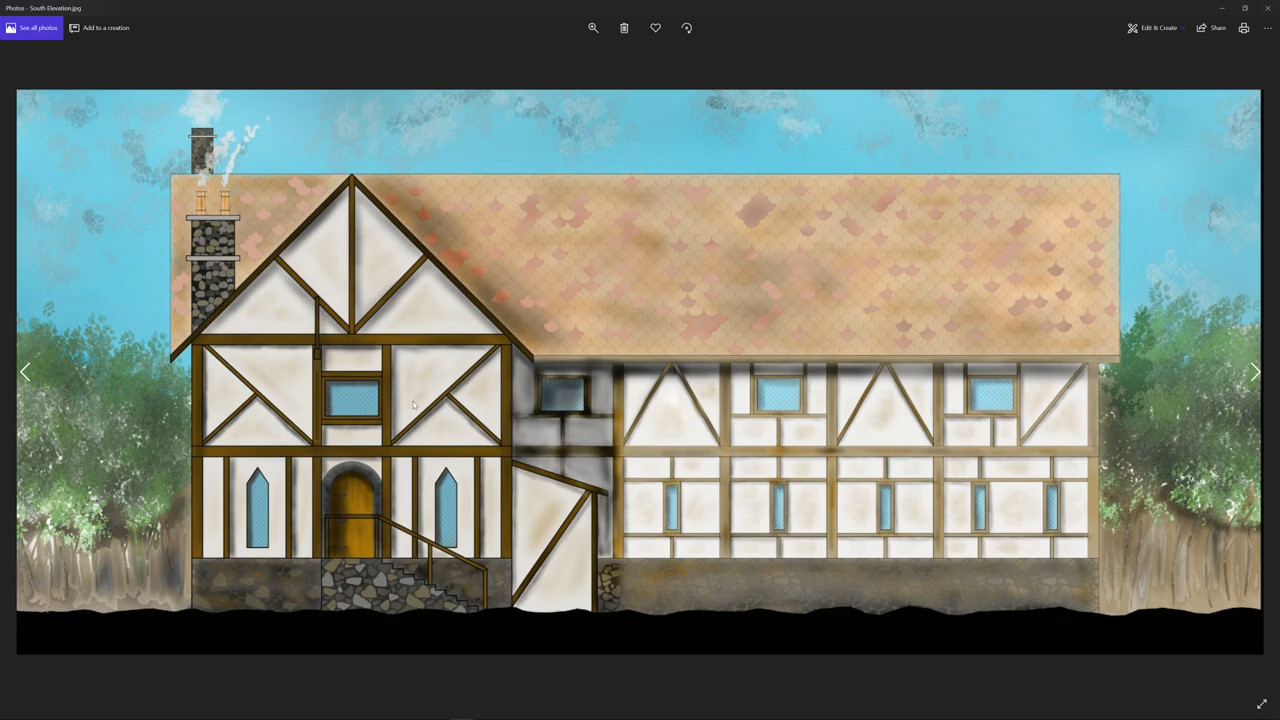 Photos - South Elevation.jpg
See all photos
Add to a creation
Edit & Create
Share